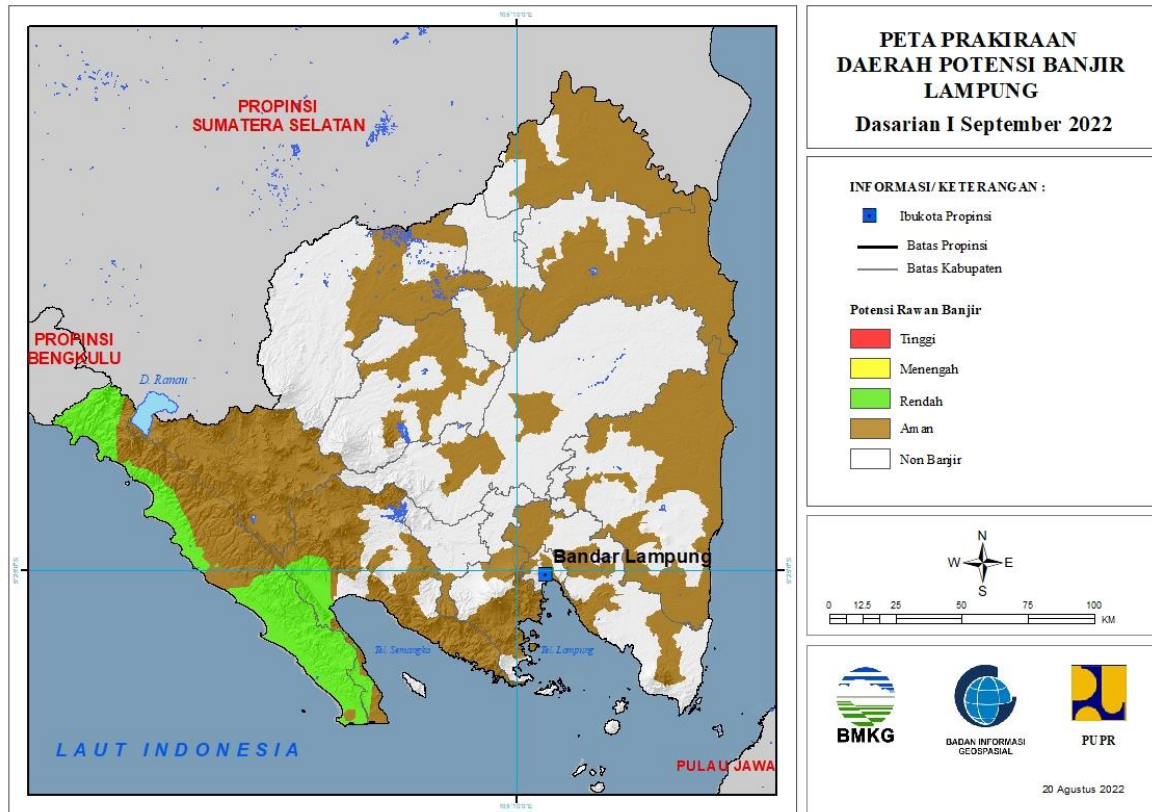 PROPINSI
SUMATERA SELATAN
PROPINSI
BENGKULU
D. Ranau
Bandar Lampung
Tel. Semangka
Tel. Lampung
LAUT INDONESIA
PULAU JAWA
PETA PRAKIRAAN
DAERAH POTENSI BANJIR
LAMPUNG
Dasarian I September 2022
INFORMASI/ KETERANGAN :
Ibukota Propinsi
Batas Propinsi
Batas Kabupaten
Potensi Rawan Banjir
Tinggi
Menengah
Rendah
Aman
Non Banjir
N
W E
S
0 12.5 25 50 75 100
KM
BMKG
BADAN INFORMASI
GEOSPASIAL
PUPR
20 Agustus 2022